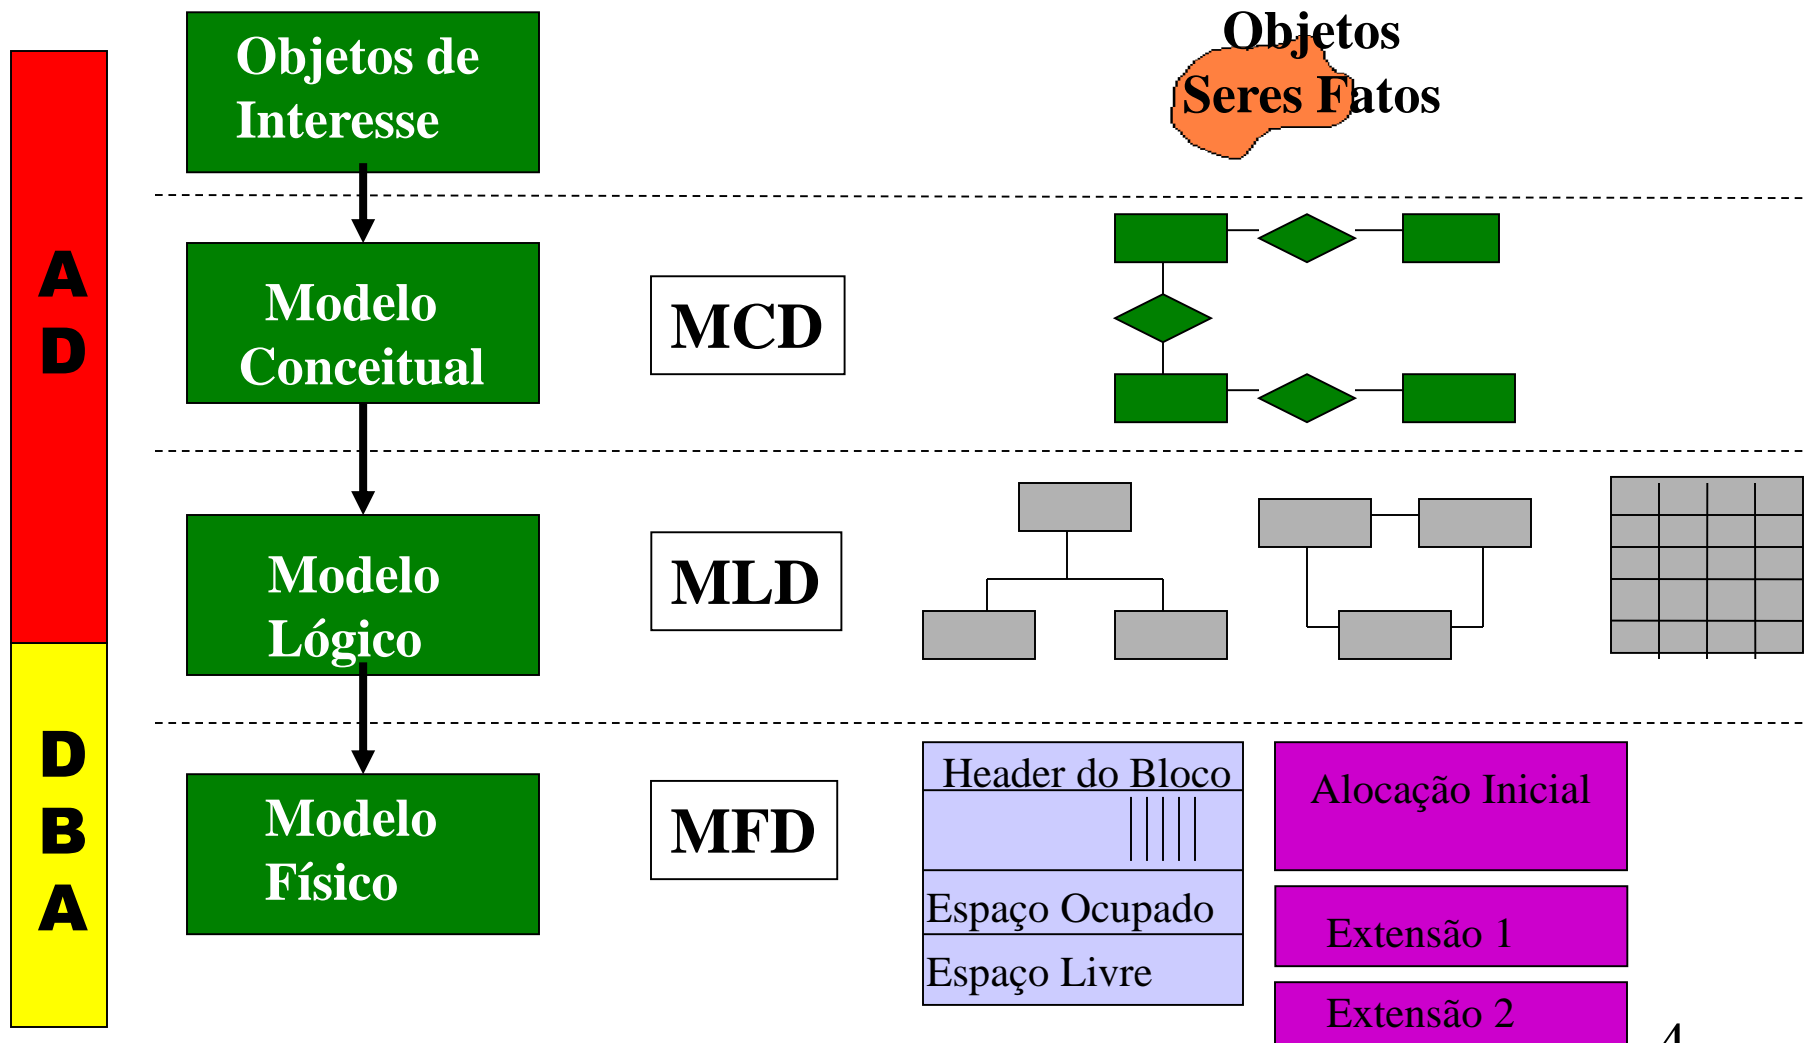 Objetos de
Interesse
Objetos
Seres Fatos
A
D
Modelo
Conceitual
MCD
Modelo
Lógico
MLD
D
B
A
Modelo
Físico
MFD
Header do Bloco
Espaço Ocupado
Espaço Livre
Alocação Inicial
Extensão 1
Extensão 2
4